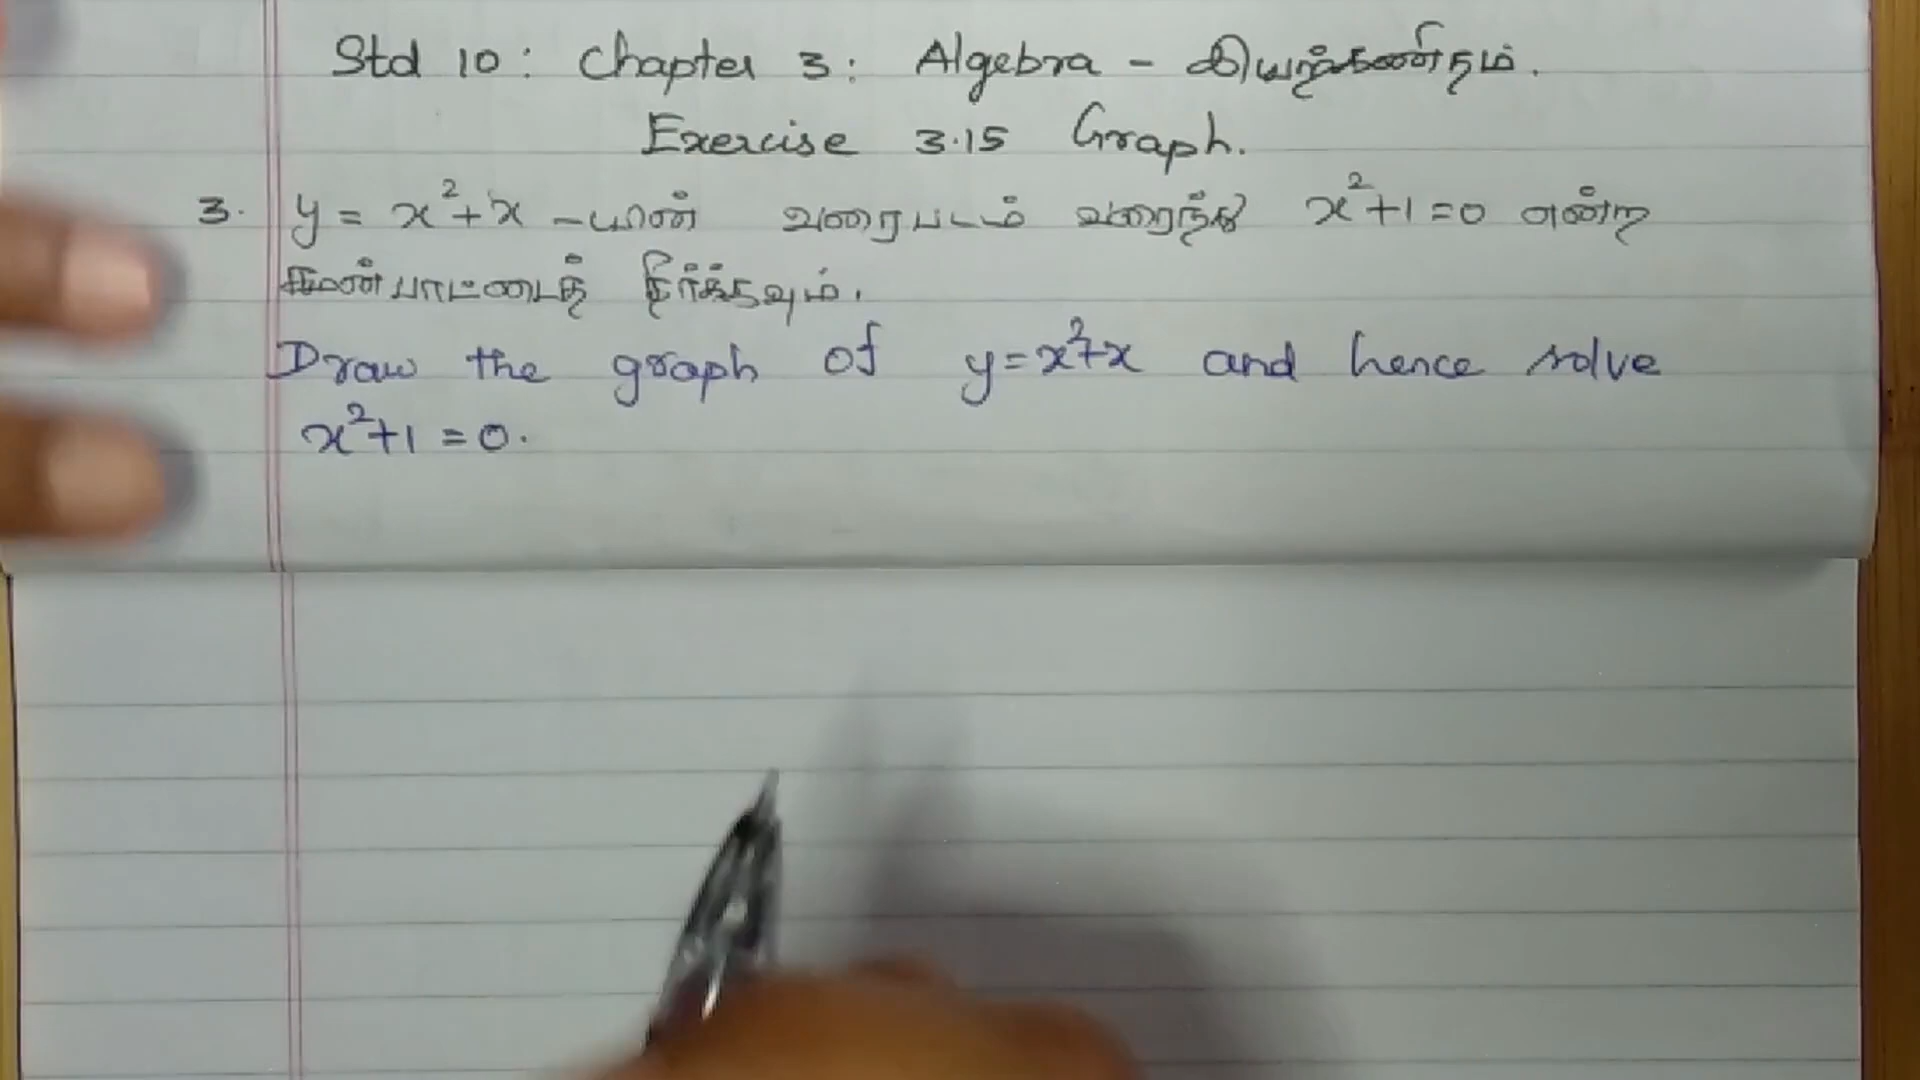 Std 10: Chapter 3: Algebra - இயற்கணிதம்.
Exercise 3.15 Graph.
3. y = x² + x - யின் வரைபடம் வரைந்து x² + 1 = 0 என்ற
சமன்பாட்டைத் தீர்க்கவும்.
Draw the graph of y = x² + x and hence solve
x² + 1 = 0.